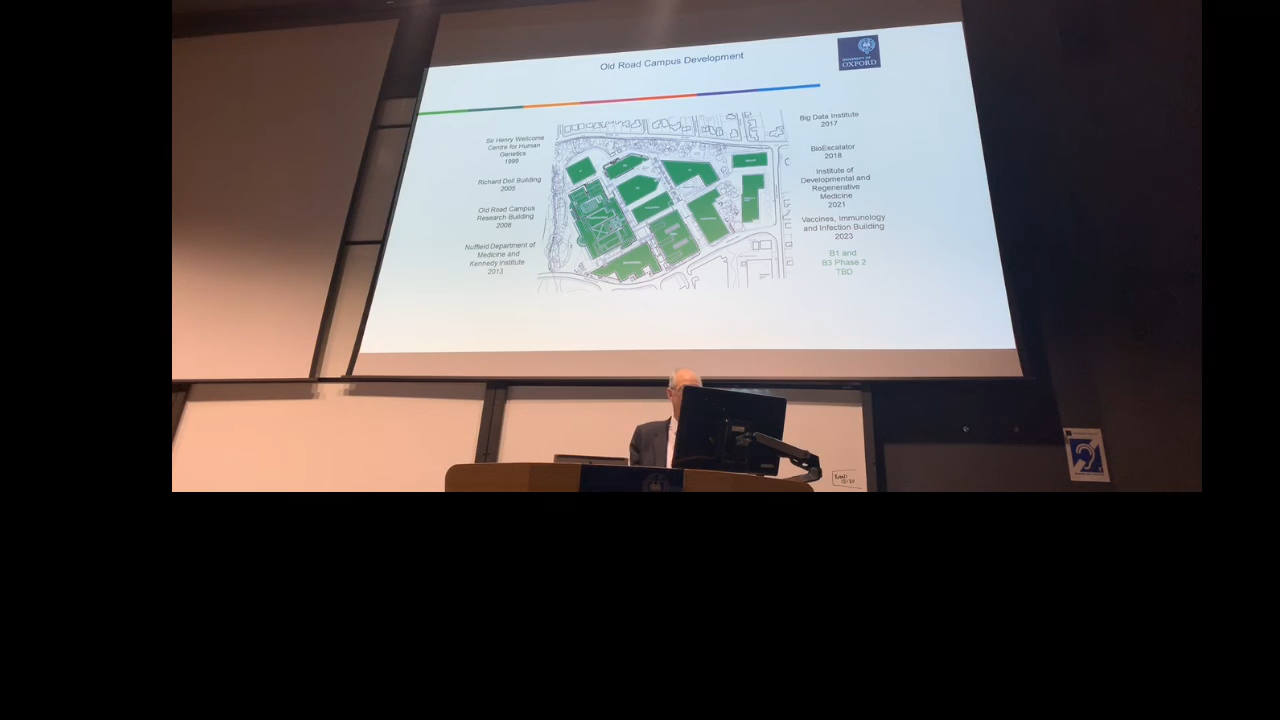 Old Road Campus Development
UNIVERSITY OF
OXFORD
Sir Henry Wellcome
Centre for Human
Genetics
1999
Richard Doll Building
2005
Old Road Campus
Research Building
2008
Nuffield Department of
Medicine and
Kennedy Institute
2013
Big Data Institute
2017
BioEscalator
2018
Institute of
Developmental and
Regenerative
Medicine
2021
Vaccines, Immunology
and Infection Building
2023
B1 and
B3 Phase 2
TBD